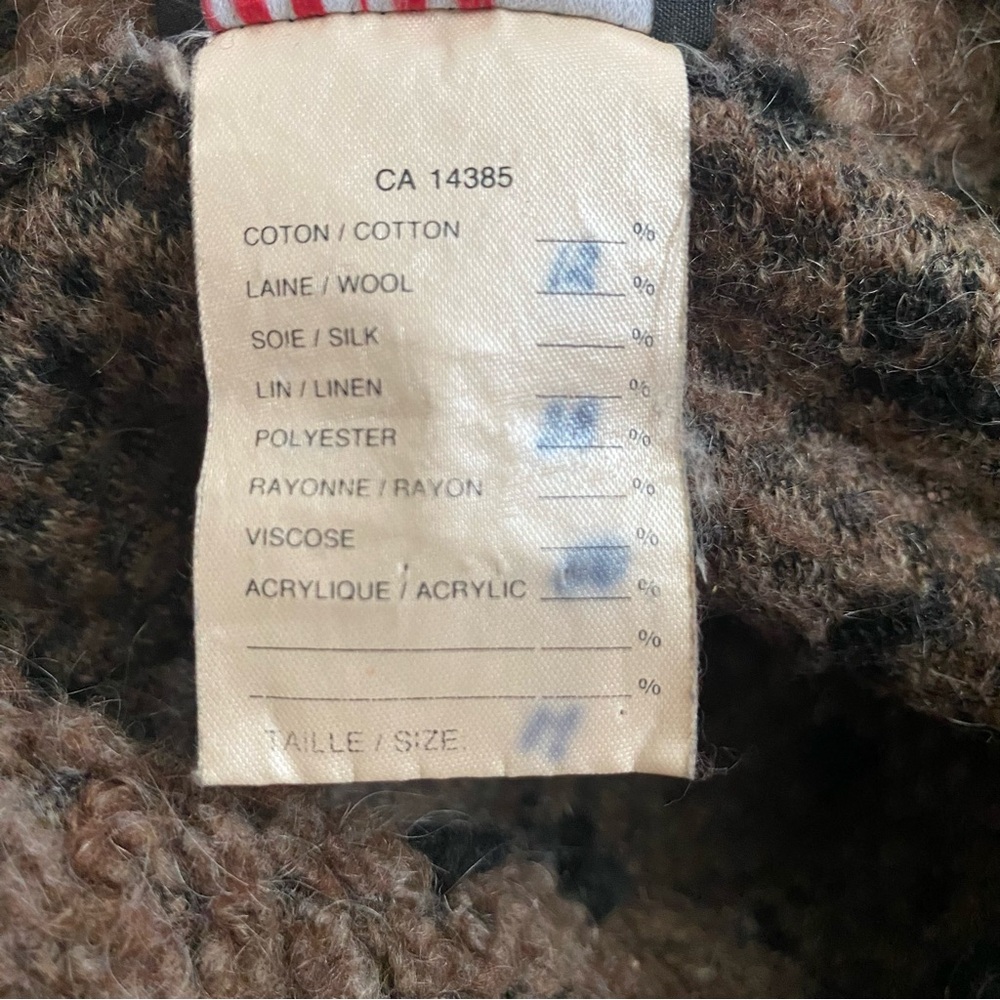 CA 14385
COTON / COTTON %
LAINE / WOOL %
SOIE / SILK %
LIN / LINEN %
POLYESTER %
RAYONNE / RAYON %
VISCOSE %
ACRYLIQUE / ACRYLIC %
%
%
TAILLE / SIZE. M